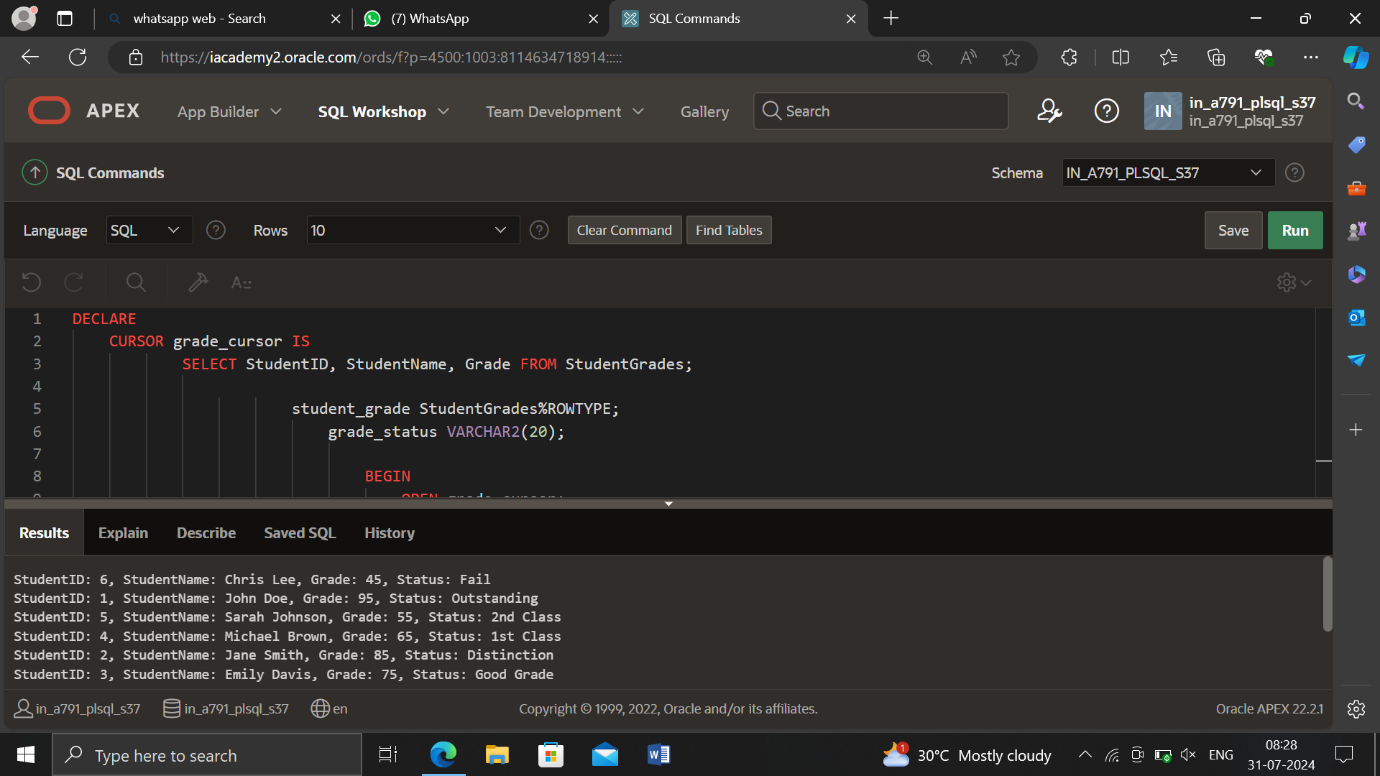 whatsapp web - Search
(7) WhatsApp
SQL Commands
https://iacademy2.oracle.com/ords/f?p=4500:1003:8114634718914:::::
APEX
App Builder
SQL Workshop
Team Development
Gallery
Search
IN
in_a791_plsql_s37
in_a791_plsql_s37
SQL Commands
Schema
IN_A791_PLSQL_S37
Language
SQL
Rows
10
Clear Command
Find Tables
Save
Run
1 DECLARE
2 CURSOR grade_cursor IS
3 SELECT StudentID, StudentName, Grade FROM StudentGrades;
4
5 student_grade StudentGrades%ROWTYPE;
6 grade_status VARCHAR2(20);
7
8 BEGIN
Results
Explain
Describe
Saved SQL
History
StudentID: 6, StudentName: Chris Lee, Grade: 45, Status: Fail
StudentID: 1, StudentName: John Doe, Grade: 95, Status: Outstanding
StudentID: 5, StudentName: Sarah Johnson, Grade: 55, Status: 2nd Class
StudentID: 4, StudentName: Michael Brown, Grade: 65, Status: 1st Class
StudentID: 2, StudentName: Jane Smith, Grade: 85, Status: Distinction
StudentID: 3, StudentName: Emily Davis, Grade: 75, Status: Good Grade
in_a791_plsql_s37
in_a791_plsql_s37
en
Copyright © 1999, 2022, Oracle and/or its affiliates.
Oracle APEX 22.2.1
Type here to search
1
30°C Mostly cloudy
ENG
08:28
31-07-2024